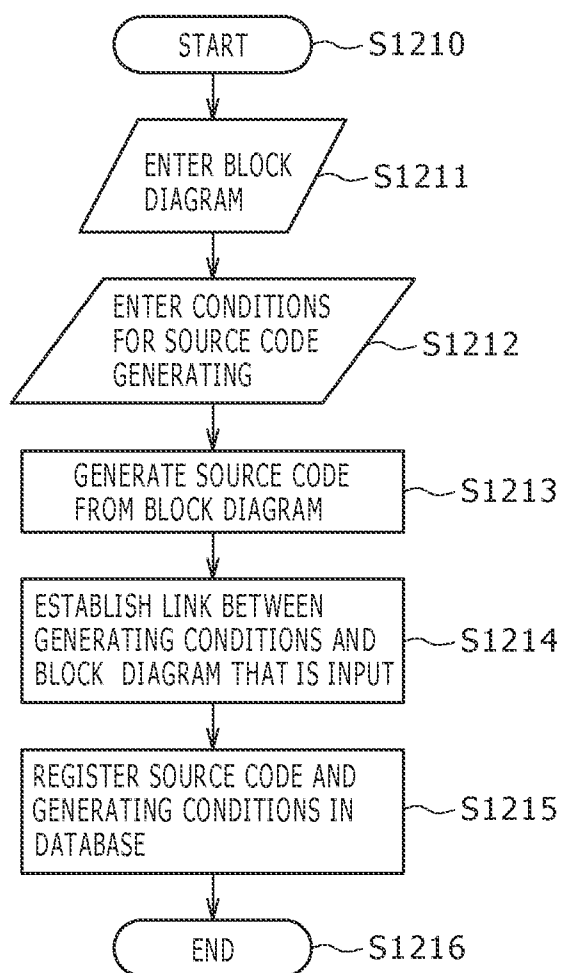 START
S1210
ENTER BLOCK
DIAGRAM
S1211
ENTER CONDITIONS
FOR SOURCE CODE
GENERATING
S1212
GENERATE SOURCE CODE
FROM BLOCK DIAGRAM
S1213
ESTABLISH LINK BETWEEN
GENERATING CONDITIONS AND
BLOCK DIAGRAM THAT IS INPUT
S1214
REGISTER SOURCE CODE AND
GENERATING CONDITIONS IN
DATABASE
S1215
END
S1216